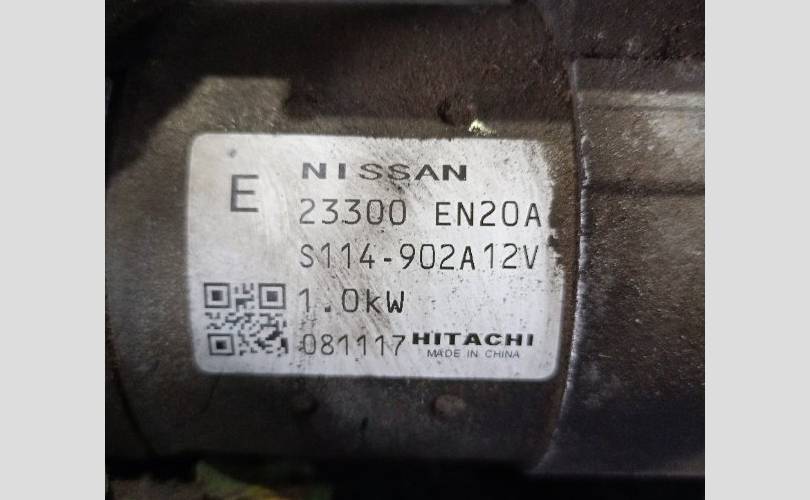 NISSAN
E
23300 EN20A
S114-902A12V
1.0kW
081117 HITACHI
MADE IN CHINA